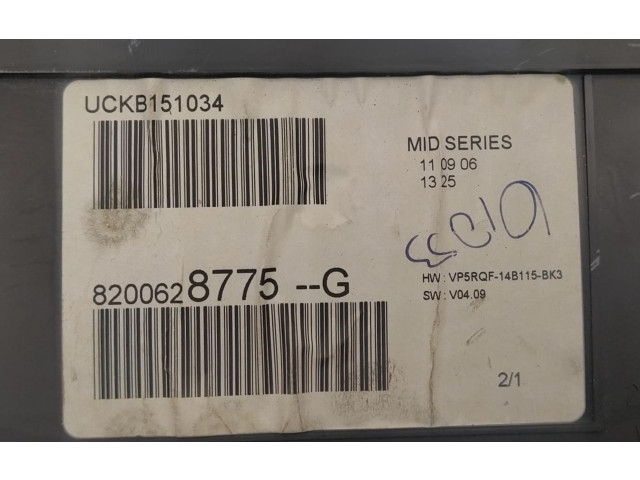 UCKB151034
MID SERIES
11 09 06
13 25
8200628775 --G
HW : VP5RQF-14B115-BK3
SW : V04.09
2/1